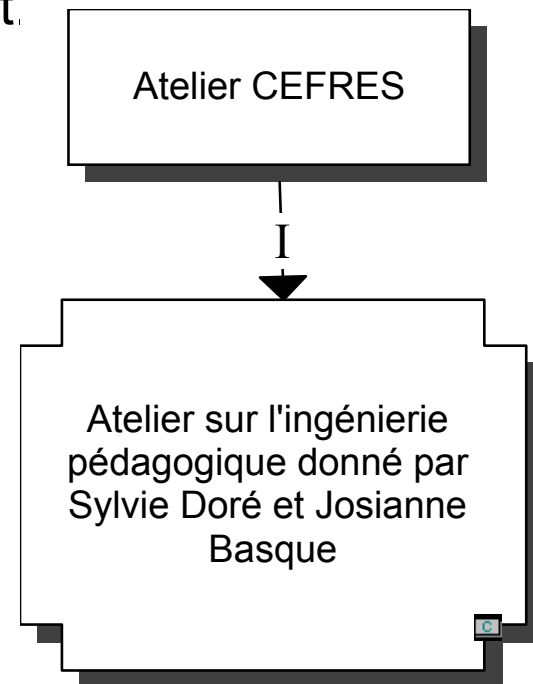 t.
Atelier CEFRES
I
Atelier sur l'ingénierie
pédagogique donné par
Sylvie Doré et Josianne
Basque
C